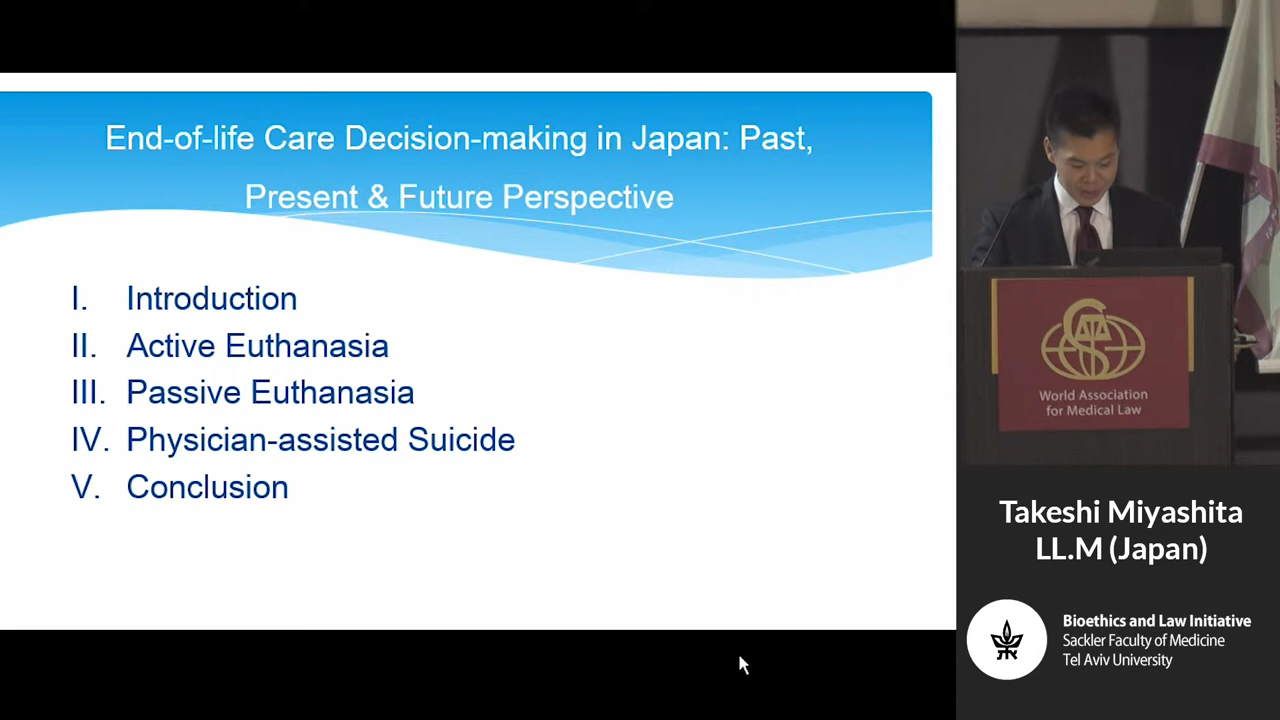 End-of-life Care Decision-making in Japan: Past,
Present & Future Perspective
I. Introduction
II. Active Euthanasia
III. Passive Euthanasia
IV. Physician-assisted Suicide
V. Conclusion
World Association
for Medical Law
Takeshi Miyashita
LL.M (Japan)
Bioethics and Law Initiative
Sackler Faculty of Medicine
Tel Aviv University